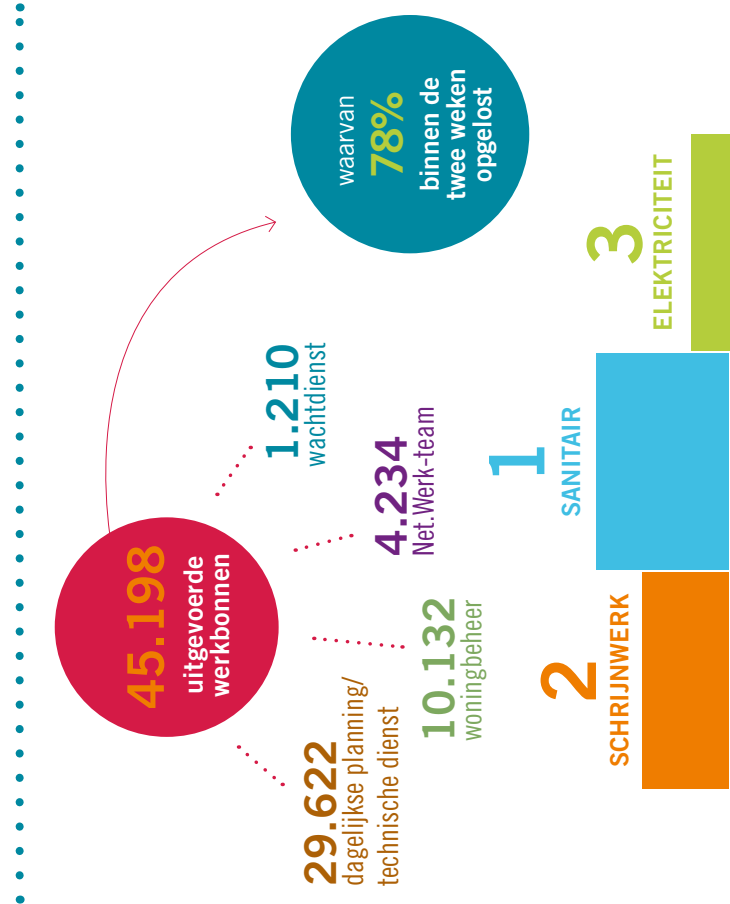 45.198
uitgevoerde
werkbonnen
waarvan
78%
binnen de
twee weken
opgelost
29.622
dagelijkse planning/
technische dienst
10.132
woningbeheer
4.234
Net.Werk-team
1.210
wachtdienst
2
SCHRIJNWERK
1
SANITAIR
3
ELEKTRICITEIT